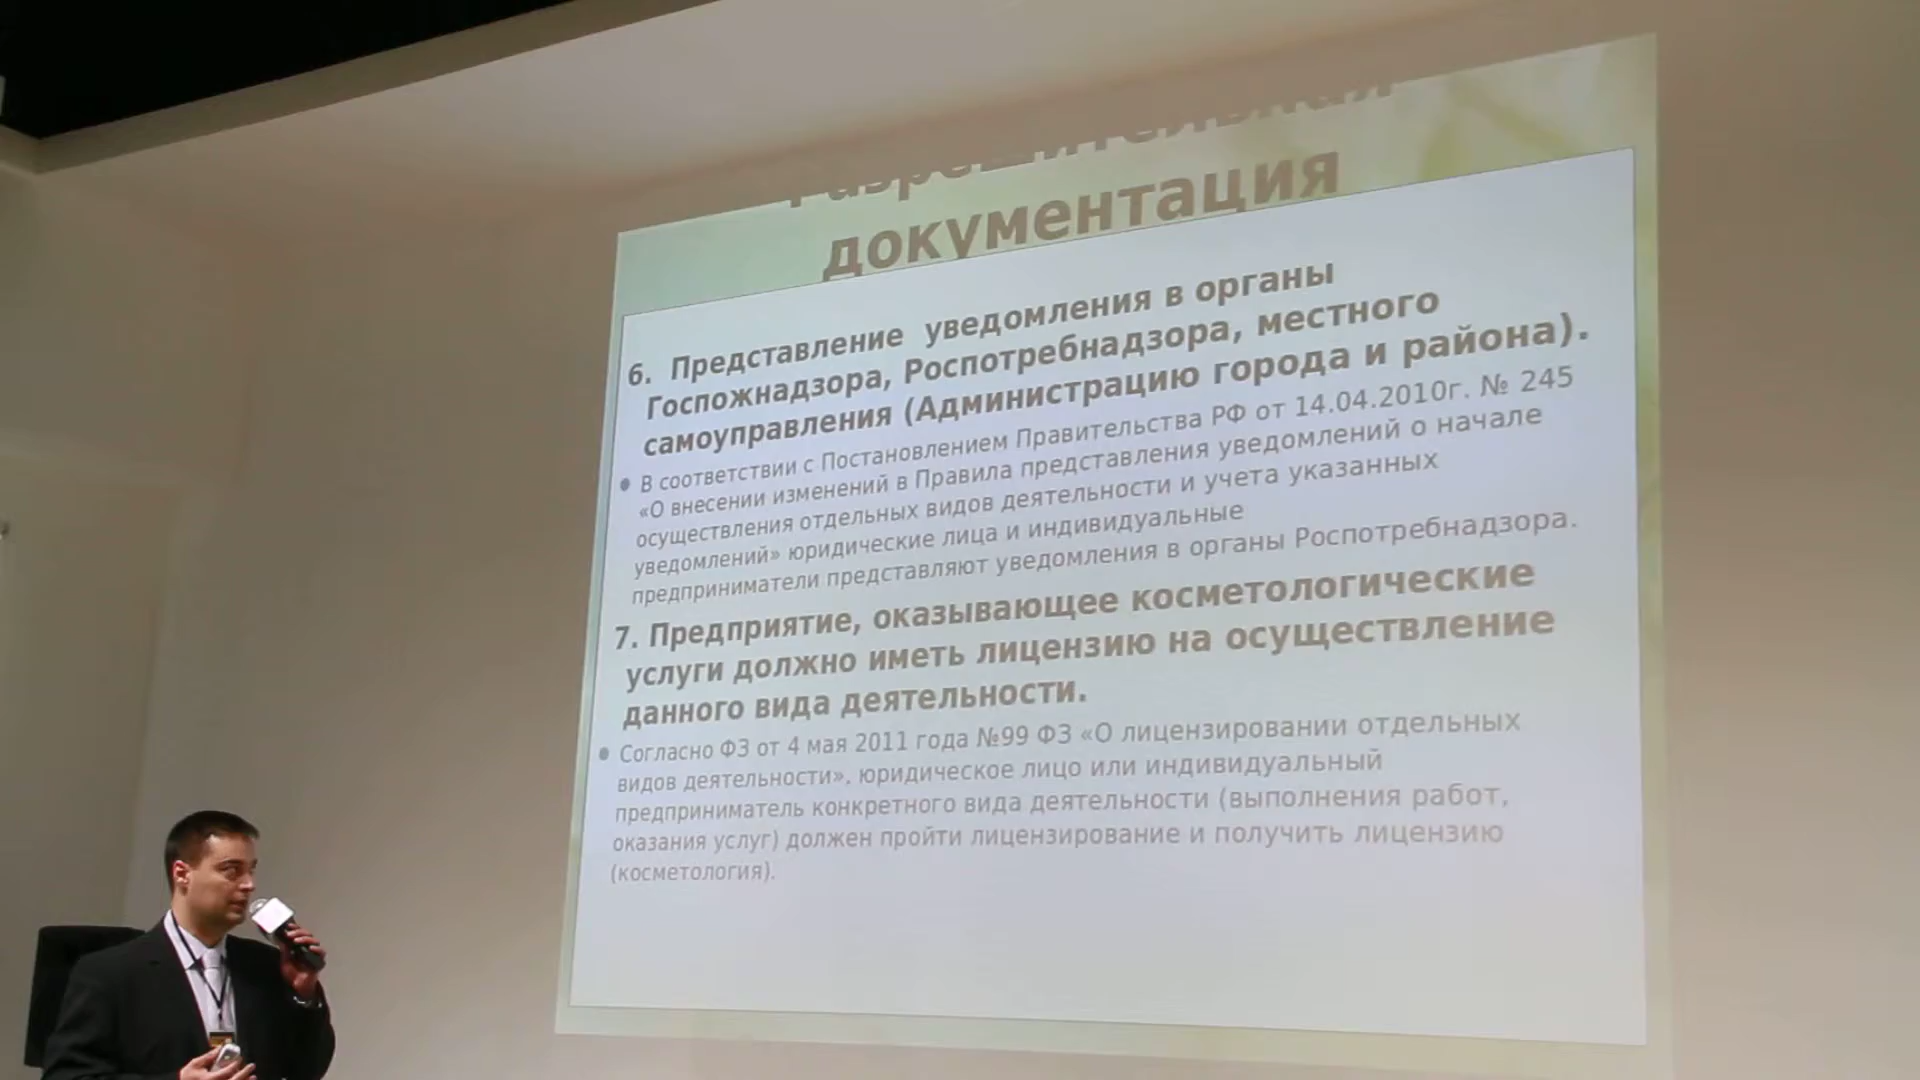 Разрешительная
документация
6. Представление уведомления в органы
Госпожнадзора, Роспотребнадзора, местного
самоуправления (Администрацию города и района).
• В соответствии с Постановлением Правительства РФ от 14.04.2010г. № 245
«О внесении изменений в Правила представления уведомлений о начале
осуществления отдельных видов деятельности и учета указанных
уведомлений» юридические лица и индивидуальные
предприниматели представляют уведомления в органы Роспотребнадзора.
7. Предприятие, оказывающее косметологические
услуги должно иметь лицензию на осуществление
данного вида деятельности.
• Согласно ФЗ от 4 мая 2011 года №99 ФЗ «О лицензировании отдельных
видов деятельности», юридическое лицо или индивидуальный
предприниматель конкретного вида деятельности (выполнения работ,
оказания услуг) должен пройти лицензирование и получить лицензию
(косметология).